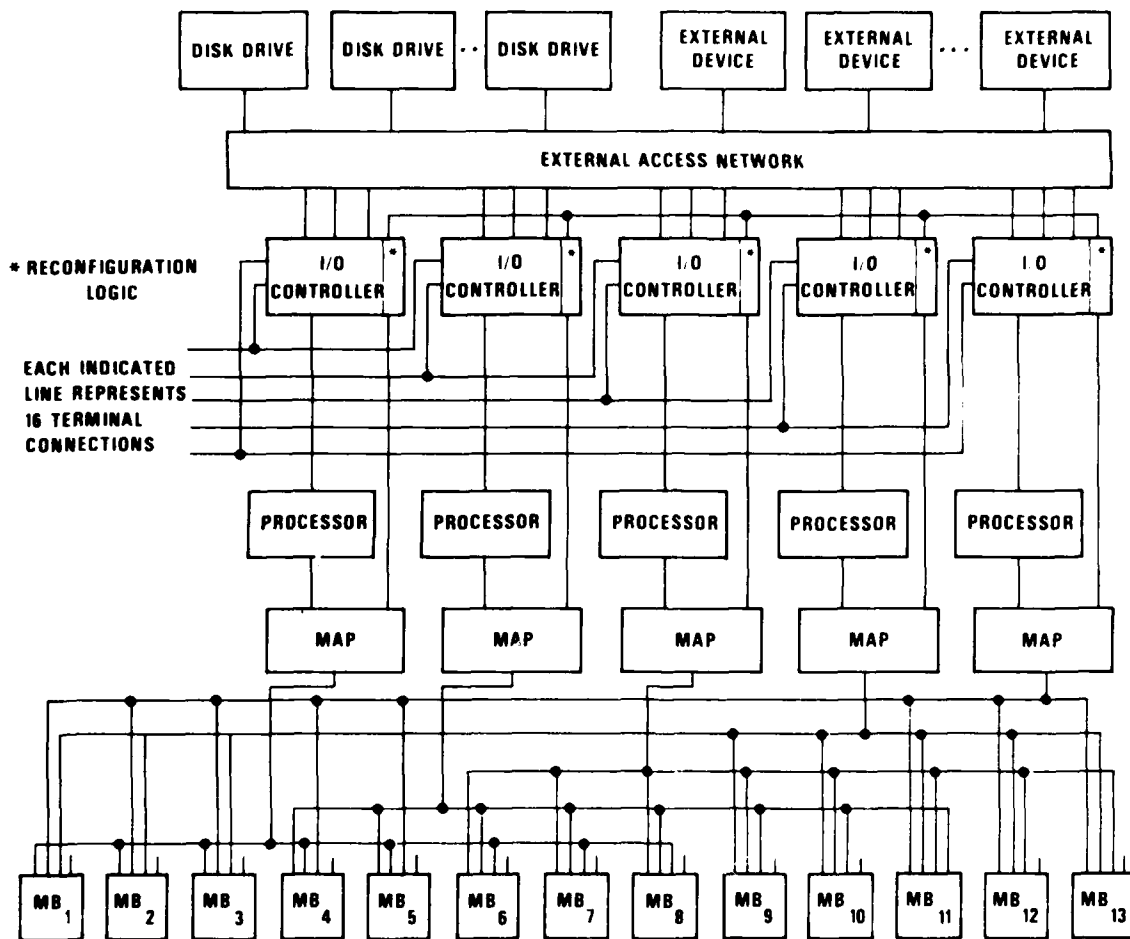 DISK DRIVE
DISK DRIVE
..
DISK DRIVE
EXTERNAL
DEVICE
EXTERNAL
DEVICE
...
EXTERNAL
DEVICE
EXTERNAL ACCESS NETWORK
* RECONFIGURATION
LOGIC
I/O
CONTROLLER
*
I/O
CONTROLLER
*
I/O
CONTROLLER
*
I/O
CONTROLLER
*
I/O
CONTROLLER
*
EACH INDICATED
LINE REPRESENTS
16 TERMINAL
CONNECTIONS
PROCESSOR
PROCESSOR
PROCESSOR
PROCESSOR
PROCESSOR
MAP
MAP
MAP
MAP
MAP
MB 1
MB 2
MB 3
MB 4
MB 5
MB 6
MB 7
MB 8
MB 9
MB 10
MB 11
MB 12
MB 13